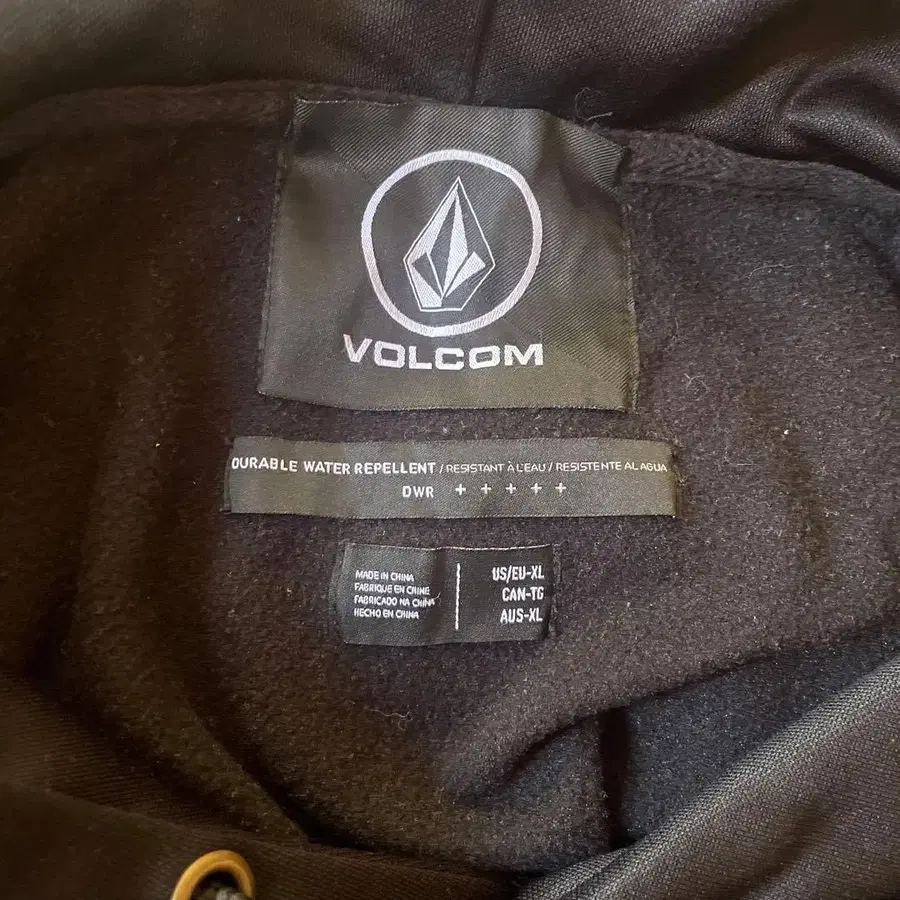 VOLCOM
DURABLE WATER REPELLENT / RESISTANT À L'EAU / RESISTENTE AL AGUA
DWR + + + + +
MADE IN CHINA
FABRIQUE EN CHINE
FABRICADO NA CHINA
HECHO EN CHINA
US/EU-XL
CAN-TG
AUS-XL